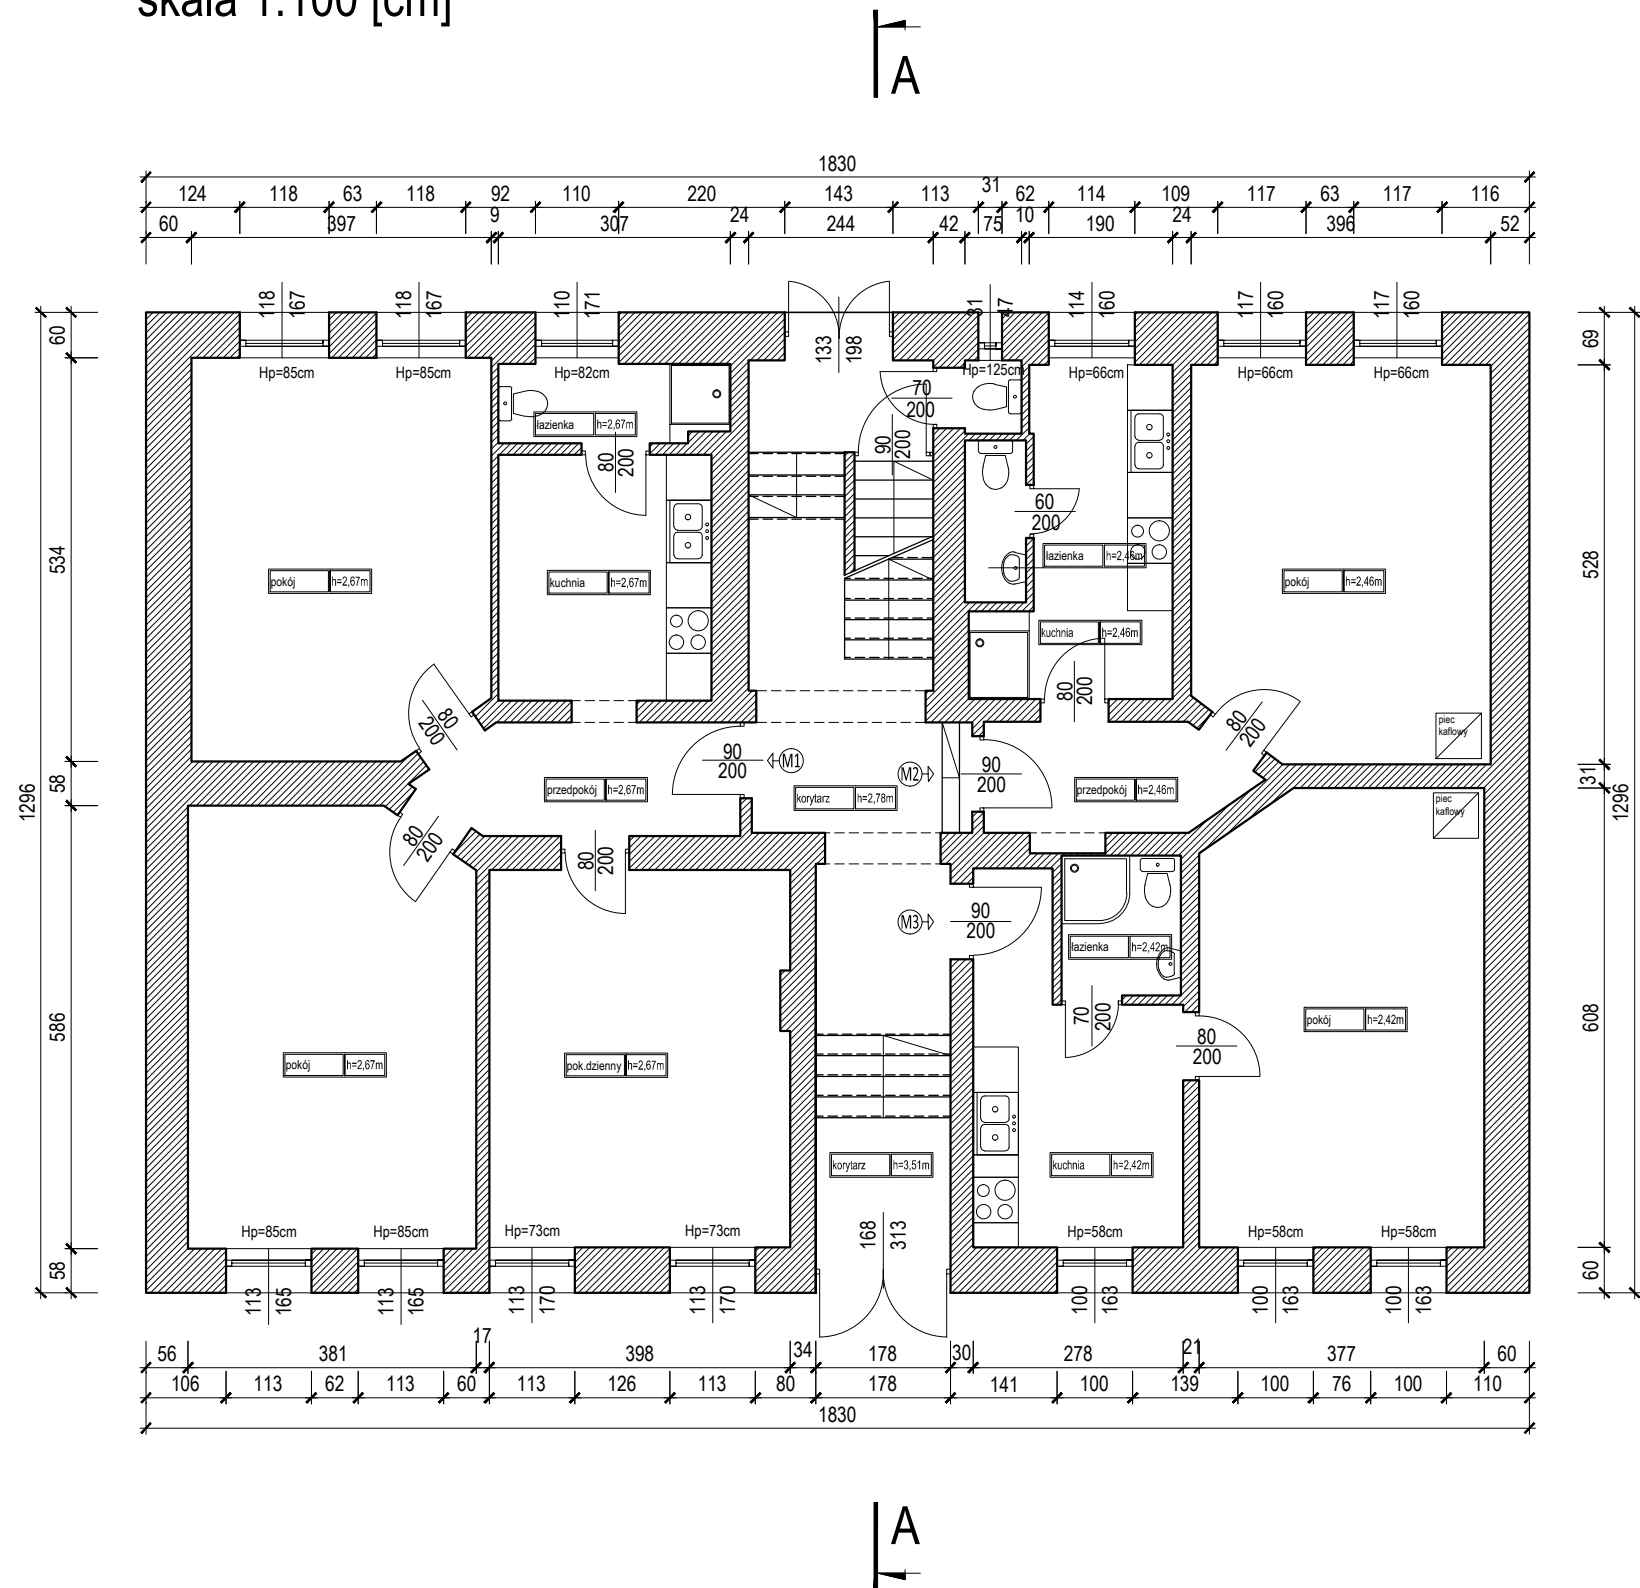 skala 1:100 [cm]
A
1830
124 118 63 118 92 110 220 143 113 31 62 114 109 117 63 117 116
60 397 9 307 24 244 42 75 10 190 24 396 52
118 167
118 167
110 171
133 198
31 47
114 160
117 160
117 160
Hp=85cm
Hp=85cm
Hp=82cm
Hp=125cm
Hp=66cm
Hp=66cm
Hp=66cm
60
534
58
586
58
1296
69
528
31
608
60
1296
łazienka h=2,67m
80 200
70 200
90 200
60 200
łazienka h=2,46m
pokój h=2,67m
kuchnia h=2,67m
pokój h=2,46m
kuchnia h=2,46m
80 200
80 200
80 200
piec
kaflowy
90 200
M1
M2
90 200
przedpokój h=2,67m
korytarz h=2,78m
przedpokój h=2,46m
piec
kaflowy
80 200
80 200
M3
90 200
łazienka h=2,42m
70 200
80 200
pokój h=2,42m
pokój h=2,67m
pok.dzienny h=2,67m
korytarz h=3,51m
kuchnia h=2,42m
168 313
Hp=85cm
Hp=85cm
Hp=73cm
Hp=73cm
Hp=58cm
Hp=58cm
Hp=58cm
113 165
113 165
113 170
113 170
100 163
100 163
100 163
56 381 17 398 34 178 30 278 21 377 60
106 113 62 113 60 113 126 113 80 178 141 100 139 100 76 100 110
1830
A